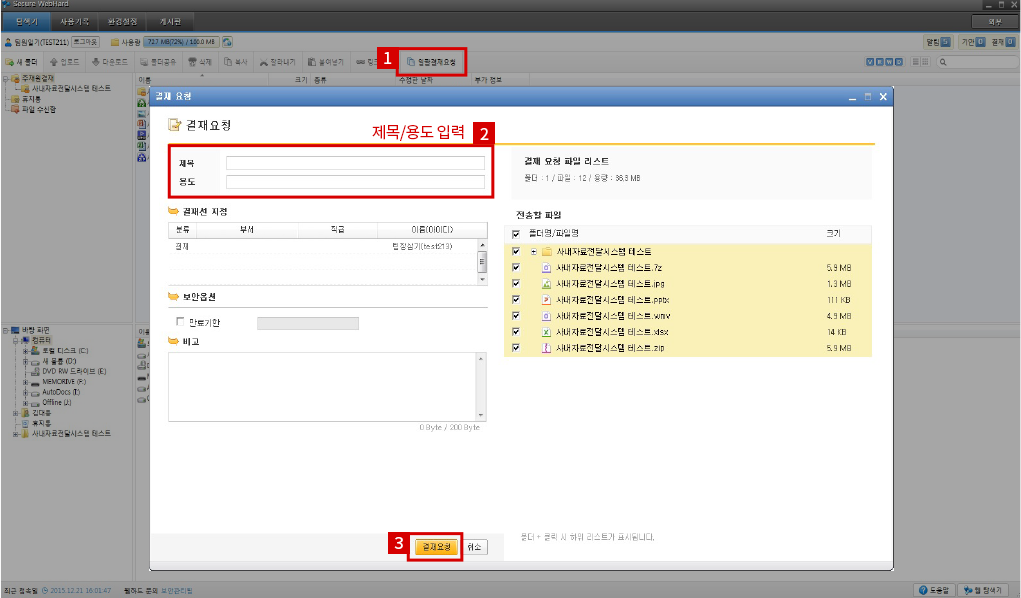 Secure WebHard
탐색기 사용기록 환경설정 게시판
외부
팀원일기(TEST211) 로그아웃 사용량 72.7 MB(72%) / 100.0 MB
알림 5 기안 0 결재 0
새 폴더 업로드 다운로드 폴더공유 삭제 복사 잘라내기 붙여넣기 링크 일괄결재요청
1
V E R W D
주재원결재
사내자료전달시스템 테스트
휴지통
파일 수신함
이름 크기 종류 수정한 날짜 부가 정보
결재 요청
결재요청
제목/용도 입력 2
제목
용도
결재선 지정
분류 부서 직급 이름(아이디)
결재 팀장삼기(test213)
보안옵션
만료기한
비고
0 Byte / 200 Byte
결재 요청 파일 리스트
폴더 : 1 / 파일 : 12 / 용량 : 36.3 MB
전송할 파일
폴더명/파일명 크기
사내자료전달시스템 테스트
사내자료전달시스템 테스트.7z 5.8 MB
사내자료전달시스템 테스트.jpg 1.3 MB
사내자료전달시스템 테스트.pptx 111 KB
사내자료전달시스템 테스트.wmv 4.9 MB
사내자료전달시스템 테스트.xlsx 14 KB
사내자료전달시스템 테스트.zip 5.9 MB
폴더 + 클릭 시 하위 리스트가 표시됩니다.
3
결재요청 취소
바탕 화면
컴퓨터
로컬 디스크 (C:)
새 볼륨 (D:)
DVD RW 드라이브 (E:)
MEMORIVE (F:)
AutoDocs (I:)
Offline (J:)
김대홍
휴지통
사내자료전달시스템 테스트
이름
최근 접속일 2015.12.21 16:01:47 웹하드 문의 보안관리팀
도움말 웹 탐색기